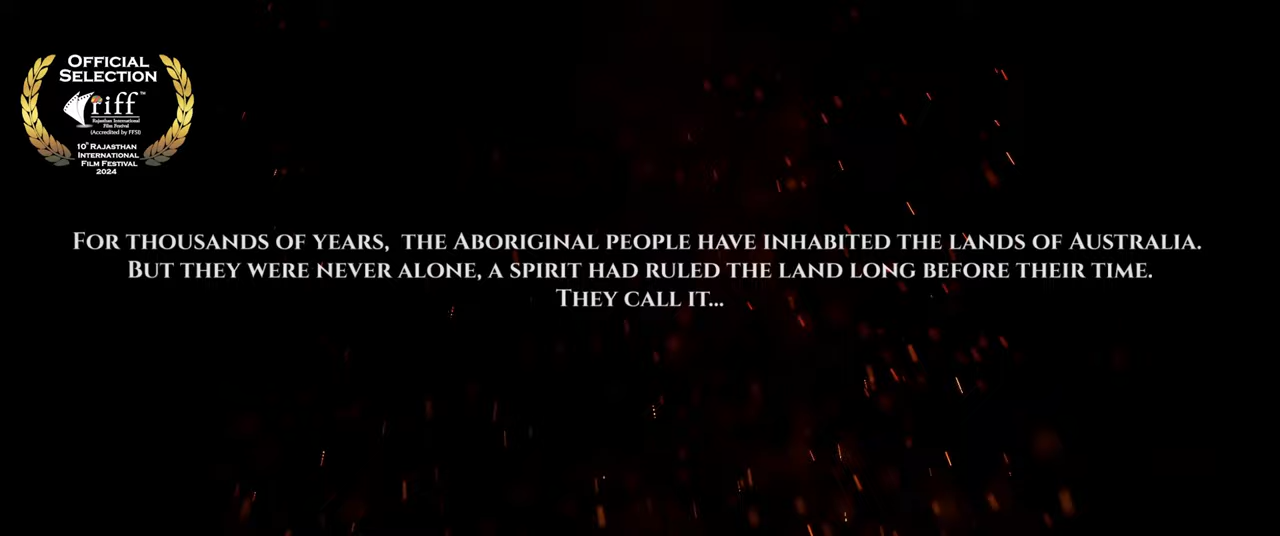 OFFICIAL
SELECTION
riff™
Rajasthan International
Film Festival
(Accredited by FFSI)
10th RAJASTHAN
INTERNATIONAL
FILM FESTIVAL
2024
FOR THOUSANDS OF YEARS, THE ABORIGINAL PEOPLE HAVE INHABITED THE LANDS OF AUSTRALIA.
BUT THEY WERE NEVER ALONE, A SPIRIT HAD RULED THE LAND LONG BEFORE THEIR TIME.
THEY CALL IT...